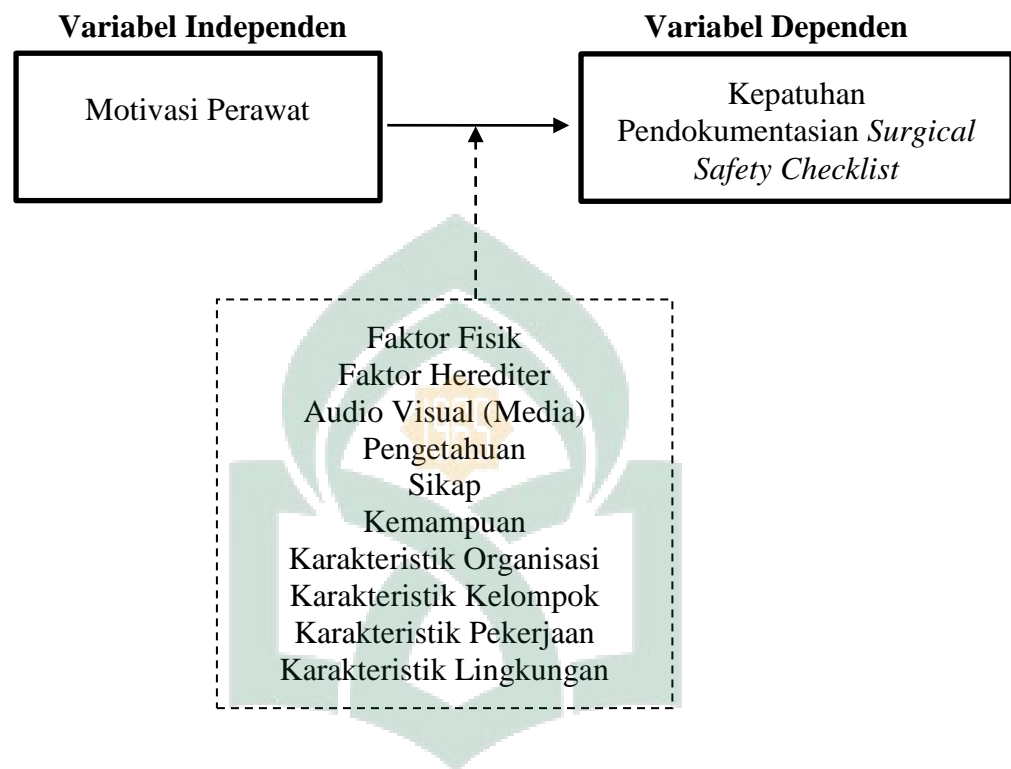 Variabel Independen
Variabel Dependen
Motivasi Perawat
Kepatuhan
Pendokumentasian Surgical
Safety Checklist
Faktor Fisik
Faktor Herediter
Audio Visual (Media)
Pengetahuan
Sikap
Kemampuan
Karakteristik Organisasi
Karakteristik Kelompok
Karakteristik Pekerjaan
Karakteristik Lingkungan
1965